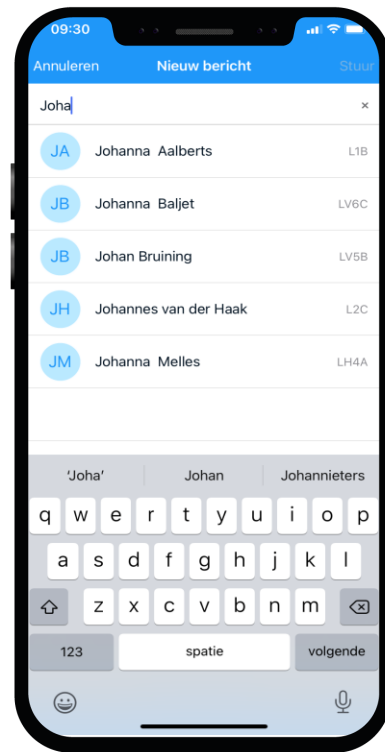 09:30
Annuleren Nieuw bericht Stuur
Joha ×
JA Johanna Aalberts L1B
JB Johanna Baljet LV6C
JB Johan Bruining LV5B
JH Johannes van der Haak L2C
JM Johanna Melles LH4A
'Joha' Johan Johannieters
q w e r t y u i o p
a s d f g h j k l
z x c v b n m
123 spatie volgende